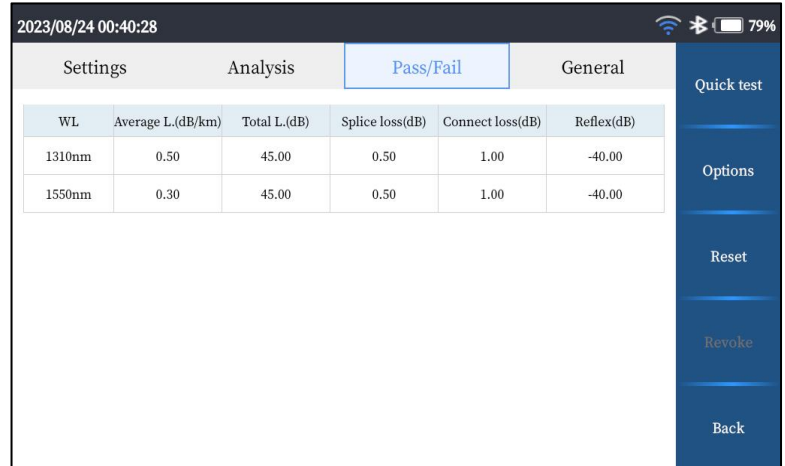 2023/08/24 00:40:28 79%
Settings Analysis Pass/Fail General
WL Average L.(dB/km) Total L.(dB) Splice loss(dB) Connect loss(dB) Reflex(dB)
1310nm 0.50 45.00 0.50 1.00 -40.00
1550nm 0.30 45.00 0.50 1.00 -40.00
Quick test
Options
Reset
Revoke
Back